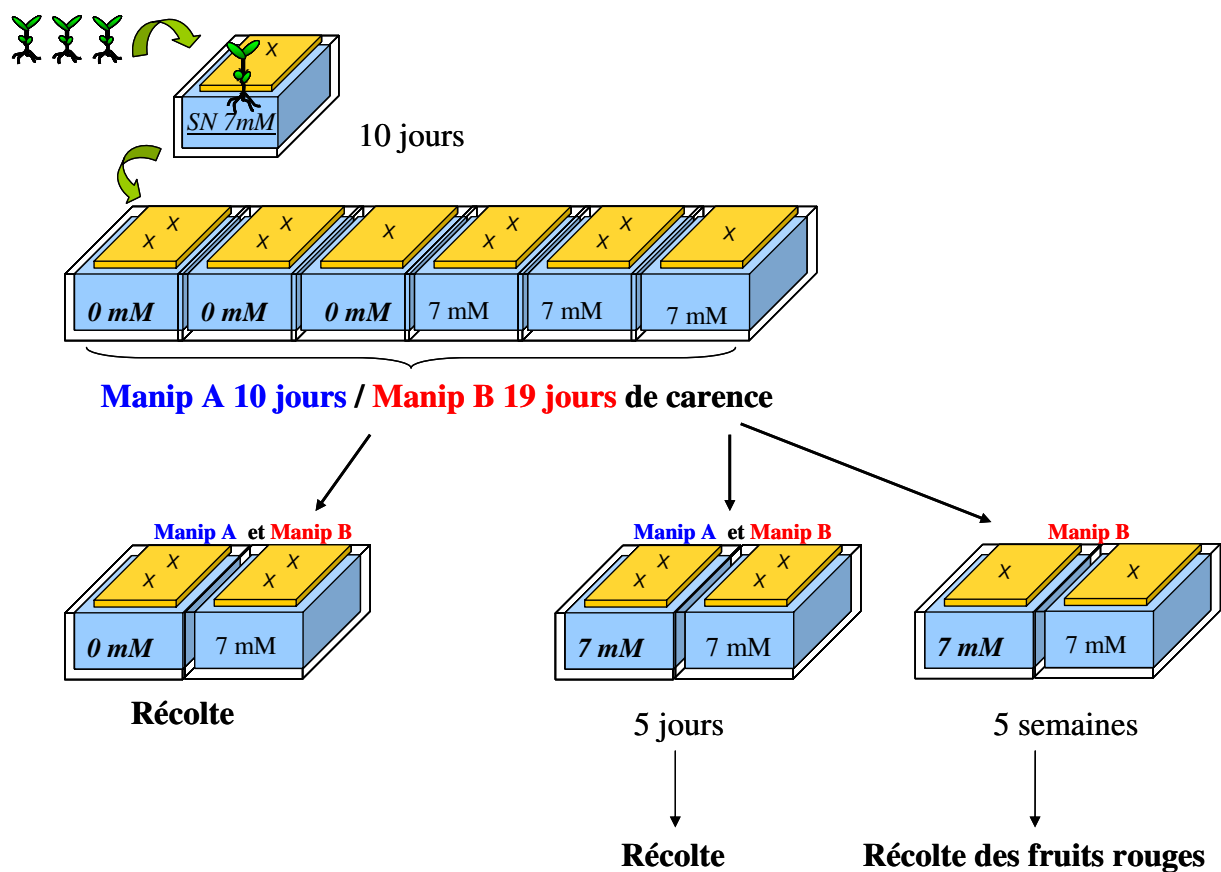 X
SN 7mM
10 jours
X X X X X X X X X X
0 mM 0 mM 0 mM 7 mM 7 mM 7 mM
Manip A 10 jours / Manip B 19 jours de carence
Manip A et Manip B Manip A et Manip B Manip B
X X X X X X X X X X
0 mM 7 mM 7 mM 7 mM 7 mM 7 mM
Récolte 5 jours 5 semaines
Récolte Récolte des fruits rouges